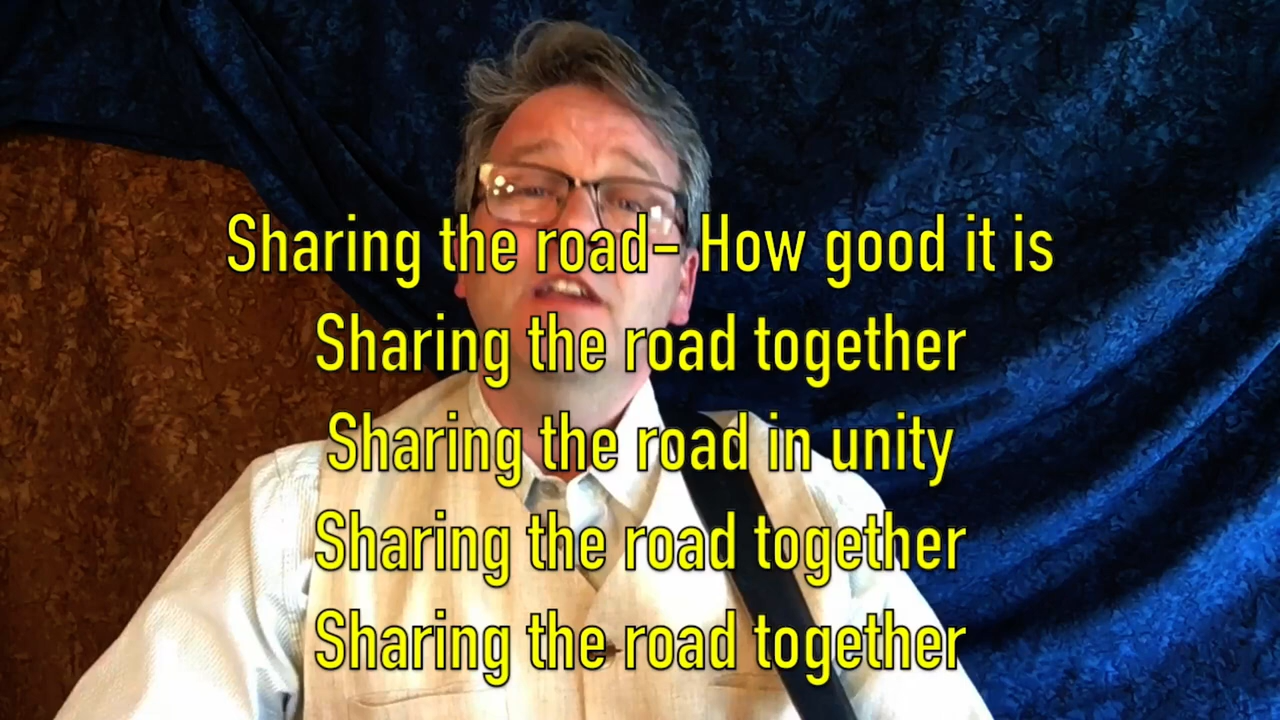 Sharing the road- How good it is
Sharing the road together
Sharing the road in unity
Sharing the road together
Sharing the road together